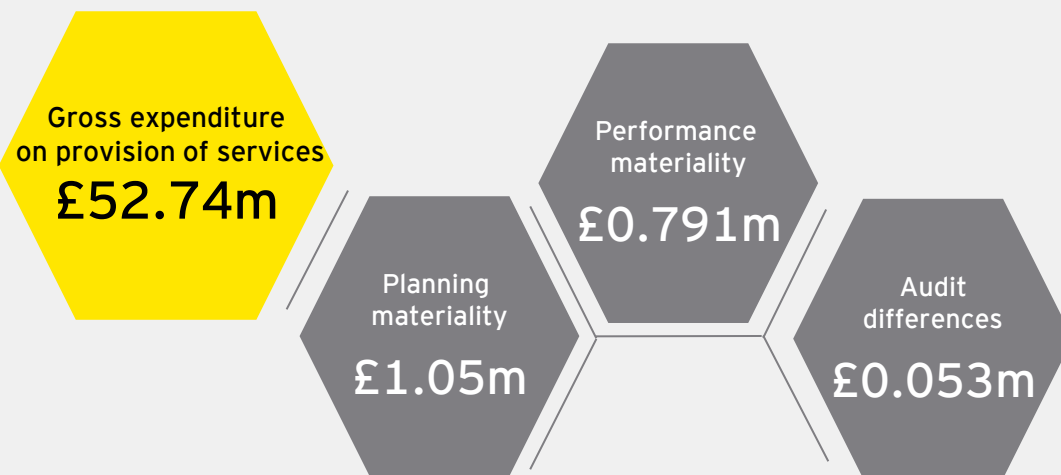 Gross expenditure
on provision of services
£52.74m
Planning
materiality
£1.05m
Performance
materiality
£0.791m
Audit
differences
£0.053m